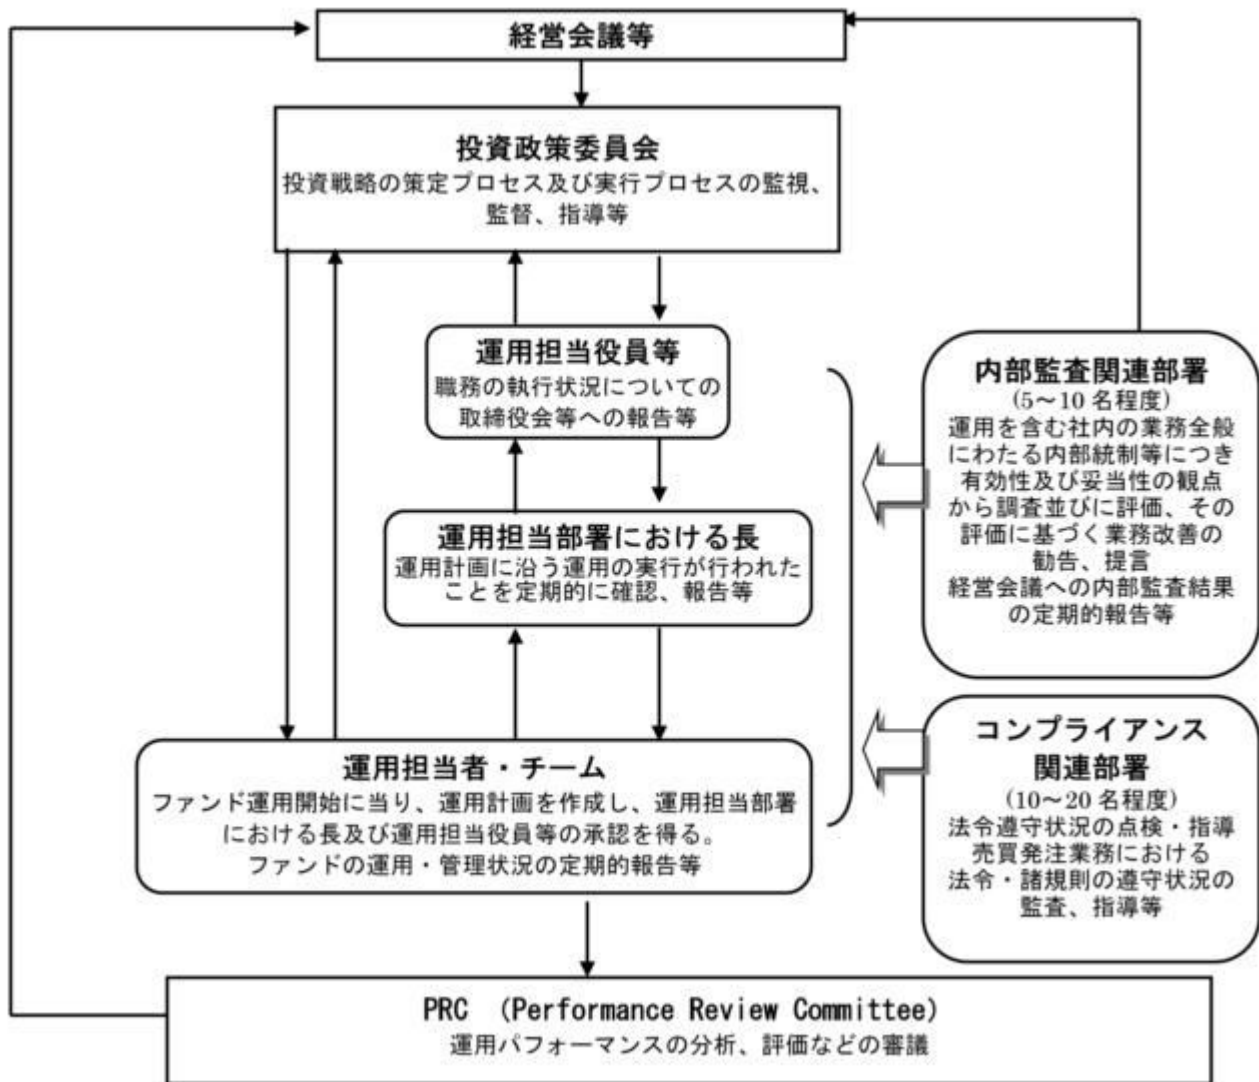 経営会議等
投資政策委員会
投資戦略の策定プロセス及び実行プロセスの監視、
監督、指導等
運用担当役員等
職務の執行状況についての
取締役会等への報告等
運用担当部署における長
運用計画に沿う運用の実行が行われた
ことを定期的に確認、報告等
運用担当者・チーム
ファンド運用開始に当り、運用計画を作成し、運用担当部署
における長及び運用担当役員等の承認を得る。
ファンドの運用・管理状況の定期的報告等
内部監査関連部署
(5～10 名程度)
運用を含む社内の業務全般
にわたる内部統制等につき
有効性及び妥当性の観点
から調査並びに評価、その
評価に基づく業務改善の
勧告、提言
経営会議への内部監査結果
の定期的報告等
コンプライアンス
関連部署
(10～20 名程度)
法令遵守状況の点検・指導
売買発注業務における
法令・諸規則の遵守状況の
監査、指導等
PRC (Performance Review Committee)
運用パフォーマンスの分析、評価などの審議